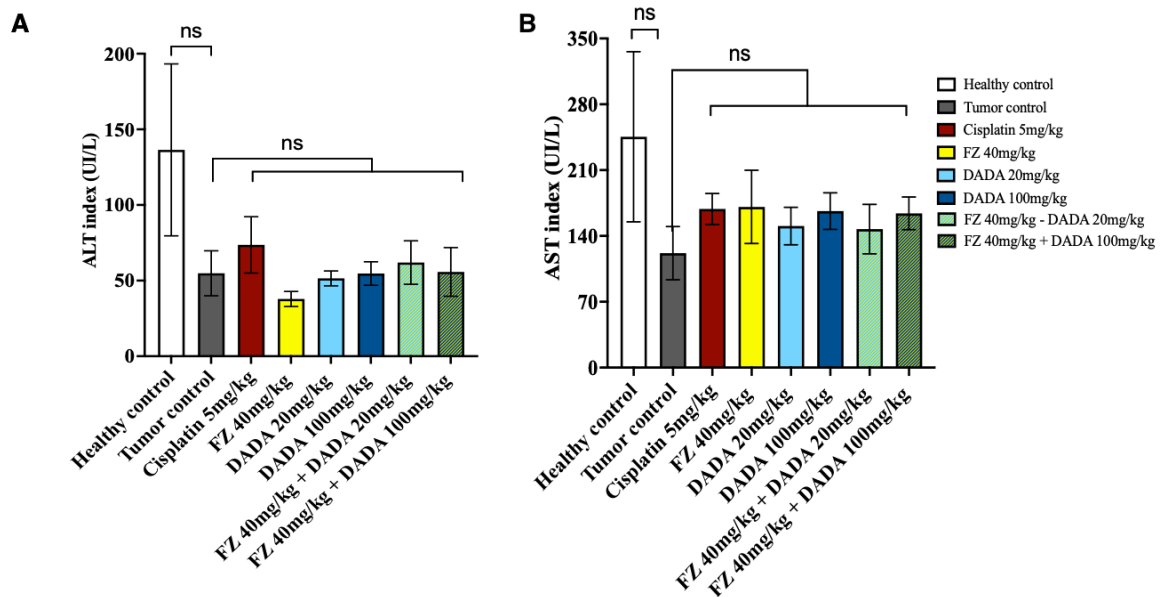 A
ns
200
150
100
50
0
ALT index (UI/L)
ns
Healthy control
Tumor control
Cisplatin 5mg/kg
FZ 40mg/kg
DADA 20mg/kg
DADA 100mg/kg
FZ 40mg/kg + DADA 20mg/kg
FZ 40mg/kg + DADA 100mg/kg
B
ns
350
280
210
140
70
0
AST index (UI/L)
ns
Healthy control
Tumor control
Cisplatin 5mg/kg
FZ 40mg/kg
DADA 20mg/kg
DADA 100mg/kg
FZ 40mg/kg + DADA 20mg/kg
FZ 40mg/kg + DADA 100mg/kg
Healthy control
Tumor control
Cisplatin 5mg/kg
FZ 40mg/kg
DADA 20mg/kg
DADA 100mg/kg
FZ 40mg/kg - DADA 20mg/kg
FZ 40mg/kg + DADA 100mg/kg